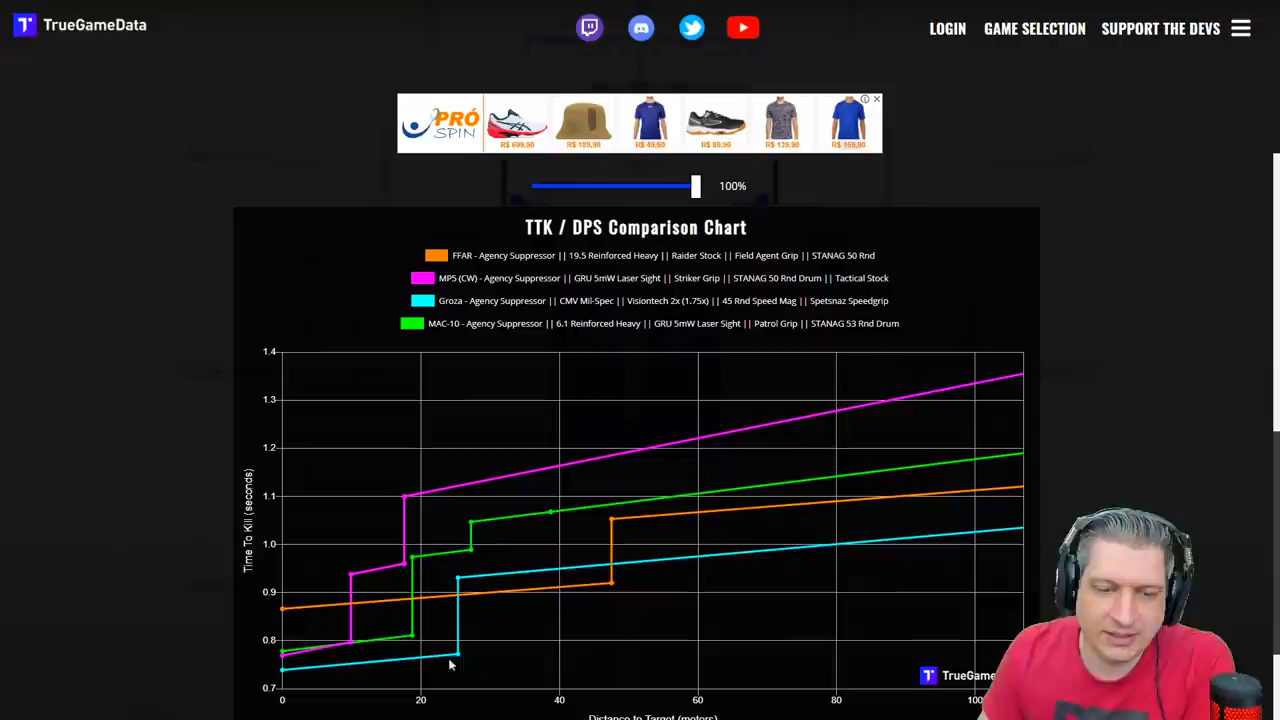 TrueGameData
LOGIN GAME SELECTION SUPPORT THE DEVS
PRÓ SPIN
R$ 699,90 R$ 189,90 R$ 49,90 R$ 89,90 R$ 139,90 R$ 159,90
100%
TTK / DPS Comparison Chart
FFAR - Agency Suppressor || 19.5 Reinforced Heavy || Raider Stock || Field Agent Grip || STANAG 50 Rnd
MP5 (CW) - Agency Suppressor || GRU 5mW Laser Sight || Striker Grip || STANAG 50 Rnd Drum || Tactical Stock
Groza - Agency Suppressor || CMV Mil-Spec || Visiontech 2x (1.75x) || 45 Rnd Speed Mag || Spetsnaz Speedgrip
MAC-10 - Agency Suppressor || 6.1 Reinforced Heavy || GRU 5mW Laser Sight || Patrol Grip || STANAG 53 Rnd Drum
1.4
1.3
1.2
1.1
1.0
0.9
0.8
0.7
Time To Kill (seconds)
0 20 40 60 80 100
Distance to Target (meters)
TrueGame